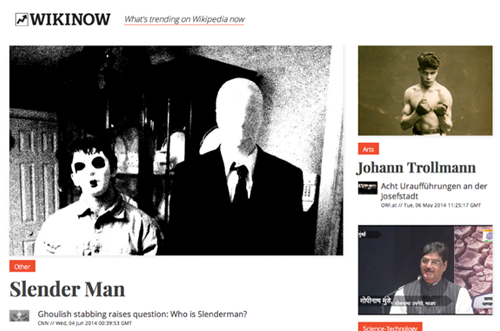 WIKINOW
What's trending on Wikipedia now
Other
Slender Man
Ghoulish stabbing raises question: Who is Slenderman?
CNN // Wed, 04 Jun 2014 00:39:53 GMT
Arts
Johann Trollmann
Acht Uraufführungen an der
Josefstadt
ORF.at // Tue, 06 May 2014 11:25:17 GMT
मुंबई
गोपीनाथ मुंडे,
Science-Technology